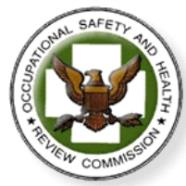 OCCUPATIONAL SAFETY AND HEALTH
★ REVIEW COMMISSION ★